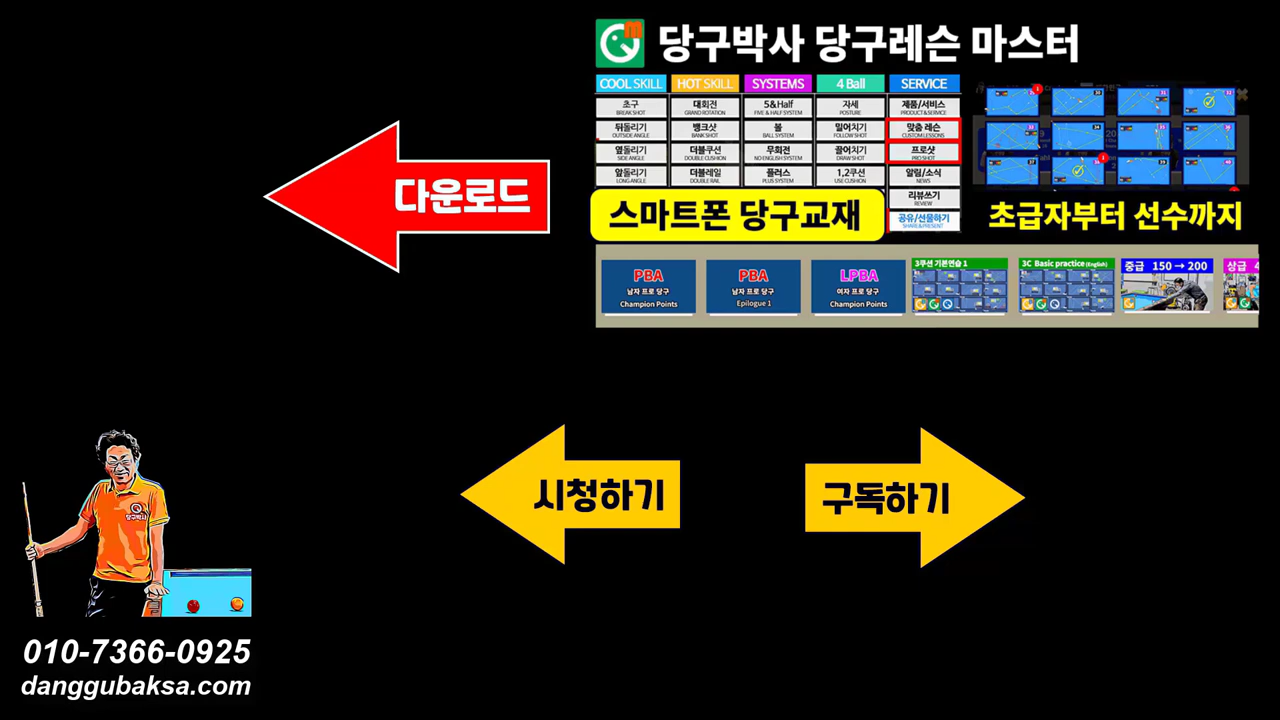 당구박사 당구레슨 마스터
COOL SKILL HOT SKILL SYSTEMS 4 Ball SERVICE
초구 대회전 5&Half 자세 제품/서비스
BREAK SHOT GRAND ROTATION FIVE & HALF SYSTEM POSTURE PRODUCT & SERVICE
뒤돌리기 뱅크샷 볼 밀어치기 맞춤 레슨
OUTSIDE ANGLE BANK SHOT BALL SYSTEM FOLLOW SHOT CUSTOM LESSONS
옆돌리기 더블쿠션 무회전 끌어치기 프로샷
SIDE ANGLE DOUBLE CUSHION NO ENGLISH SYSTEM DRAW SHOT PRO SHOT
앞돌리기 더블레일 플러스 1,2쿠션 알림/소식
LONG ANGLE DOUBLE RAIL PLUS SYSTEM USE CUSHION NEWS
리뷰쓰기
REVIEW
공유/선물하기
SHARE & PRESENT
다운로드
스마트폰 당구교재
초급자부터 선수까지
PBA
남자 프로 당구
Champion Points
PBA
남자 프로 당구
Epilogue 1
LPBA
여자 프로 당구
Champion Points
3쿠션 기본연습 1
3C Basic practice (English)
중급 150 → 200
상급 4
시청하기
구독하기
당구박사
010-7366-0925
danggubaksa.com